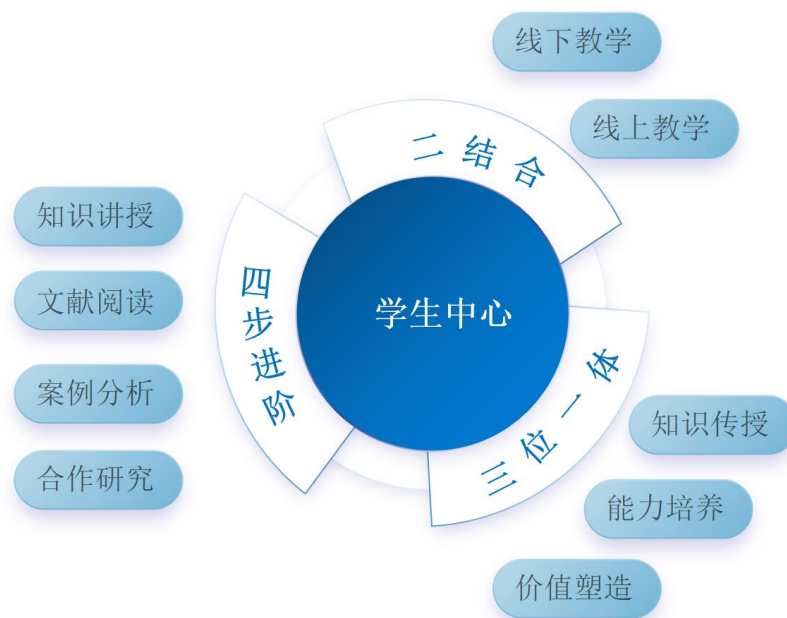 线下教学
线上教学
二结合
知识讲授
文献阅读
案例分析
合作研究
四步进阶
学生中心
三位一体
知识传授
能力培养
价值塑造